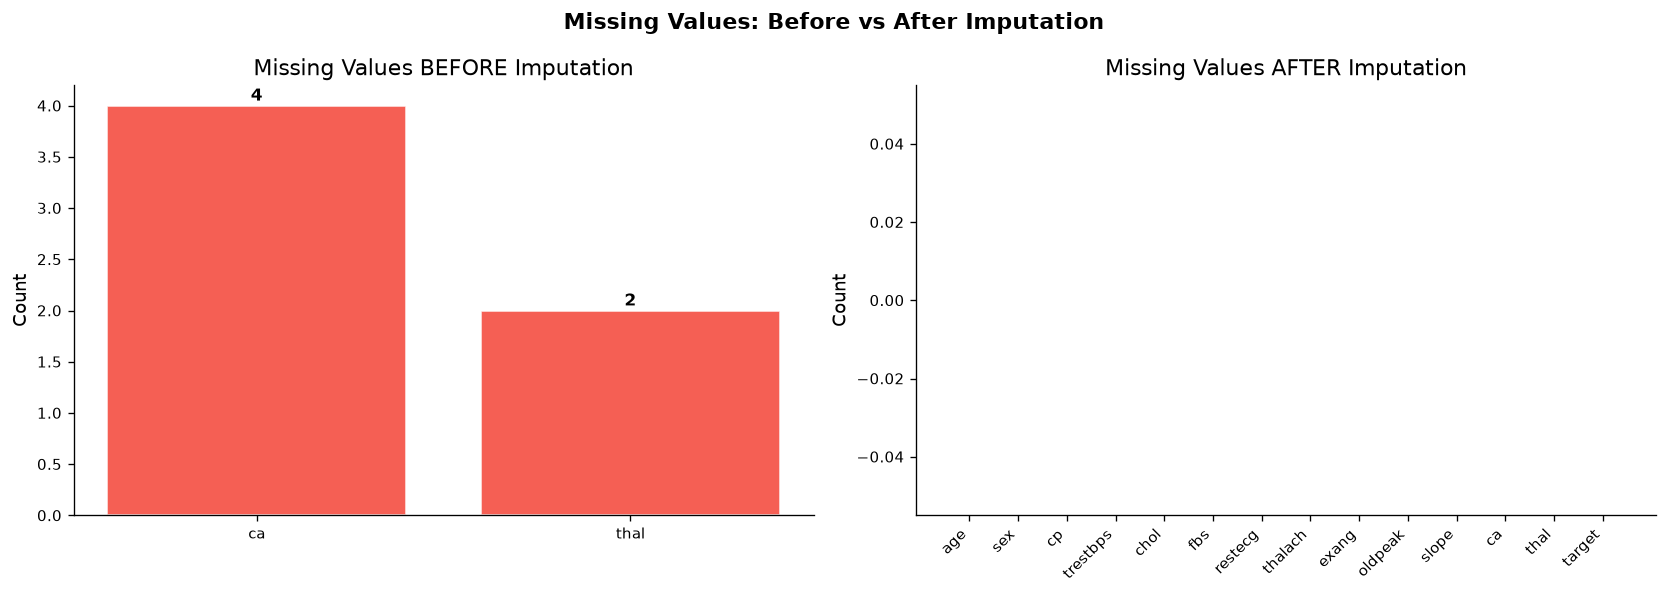 Missing Values: Before vs After Imputation
Missing Values BEFORE Imputation
Count
4.0
3.5
3.0
2.5
2.0
1.5
1.0
0.5
0.0
4
2
ca
thal
Missing Values AFTER Imputation
Count
0.04
0.02
0.00
−0.02
−0.04
age
sex
cp
trestbps
chol
fbs
restecg
thalach
exang
oldpeak
slope
ca
thal
target